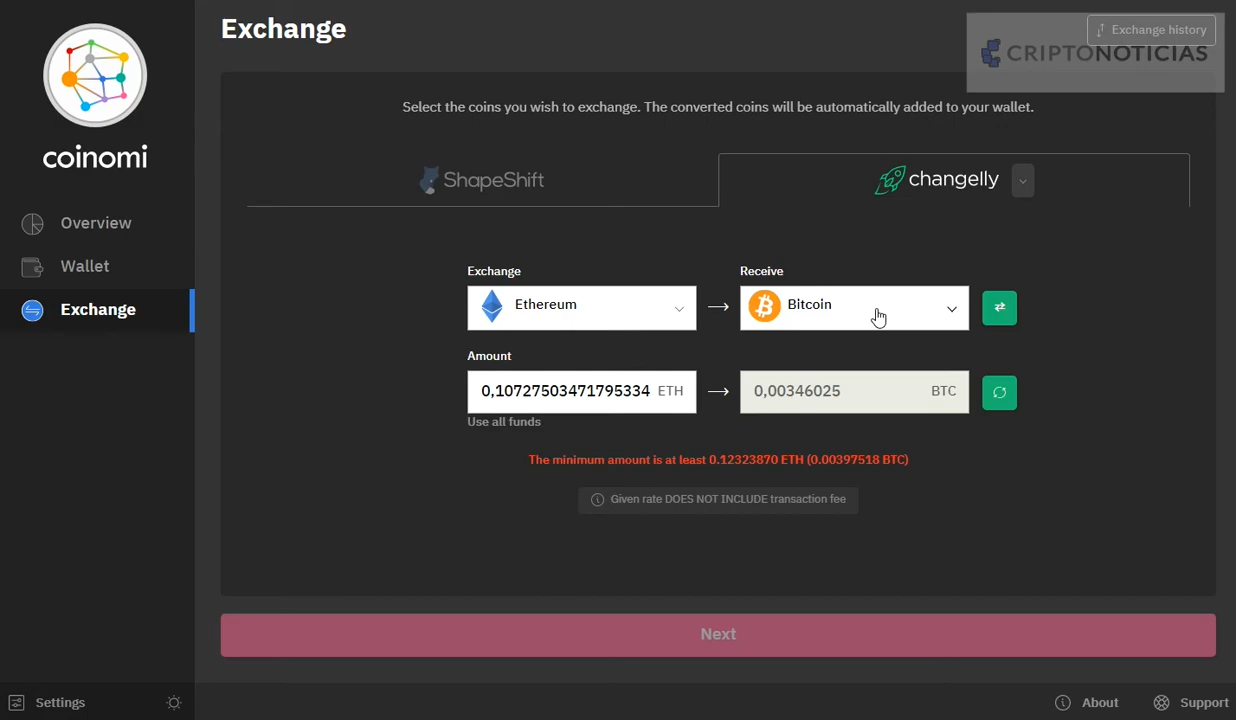 Exchange
Exchange history
CRIPTONOTICIAS
coinomi
Select the coins you wish to exchange. The converted coins will be automatically added to your wallet.
ShapeShift
changelly
Overview
Wallet
Exchange
Exchange
Receive
Ethereum
Bitcoin
Amount
0,10727503471795334 ETH
0,00346025 BTC
Use all funds
The minimum amount is at least 0.12323870 ETH (0.00397518 BTC)
Given rate DOES NOT INCLUDE transaction fee
Next
Settings
About
Support